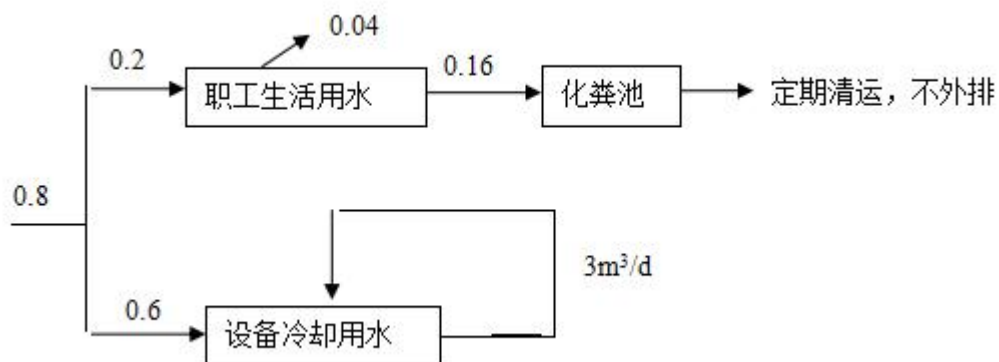 0.04
0.2
0.16
职工生活用水
化粪池
定期清运，不外排
0.8
3m³/d
0.6
设备冷却用水